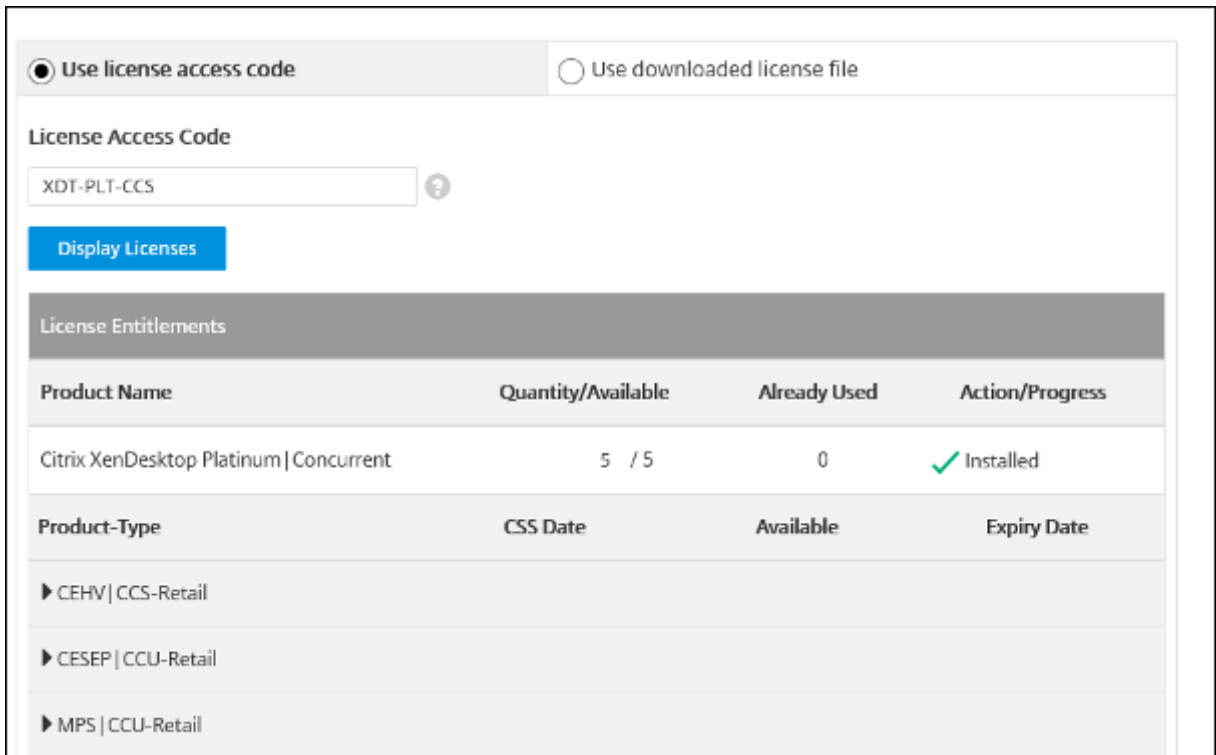 Use license access code
Use downloaded license file
License Access Code
XDT-PLT-CCS
?
Display Licenses
License Entitlements
Product Name Quantity/Available Already Used Action/Progress
Citrix XenDesktop Platinum|Concurrent 5 / 5 0 Installed
Product-Type CSS Date Available Expiry Date
CEHV|CCS-Retail
CESEP|CCU-Retail
MPS|CCU-Retail